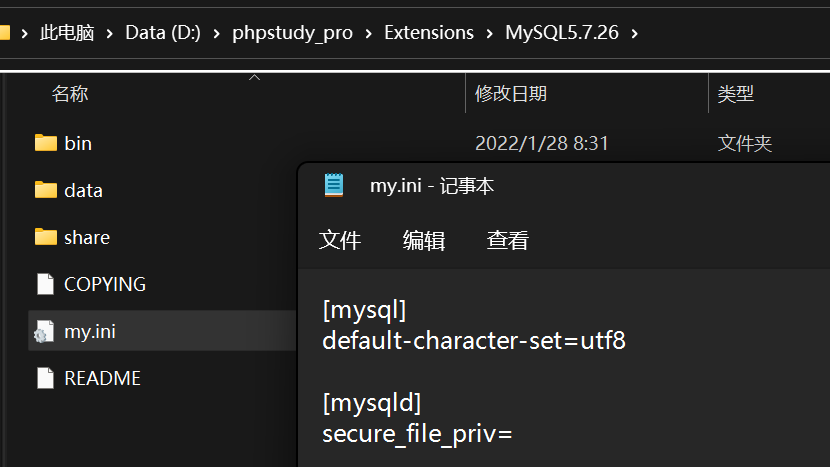 此电脑 > Data (D:) > phpstudy_pro > Extensions > MySQL5.7.26 >
名称 修改日期 类型
bin 2022/1/28 8:31 文件夹
data
share
COPYING
my.ini
README
my.ini - 记事本
文件 编辑 查看
[mysql]
default-character-set=utf8
[mysqld]
secure_file_priv=